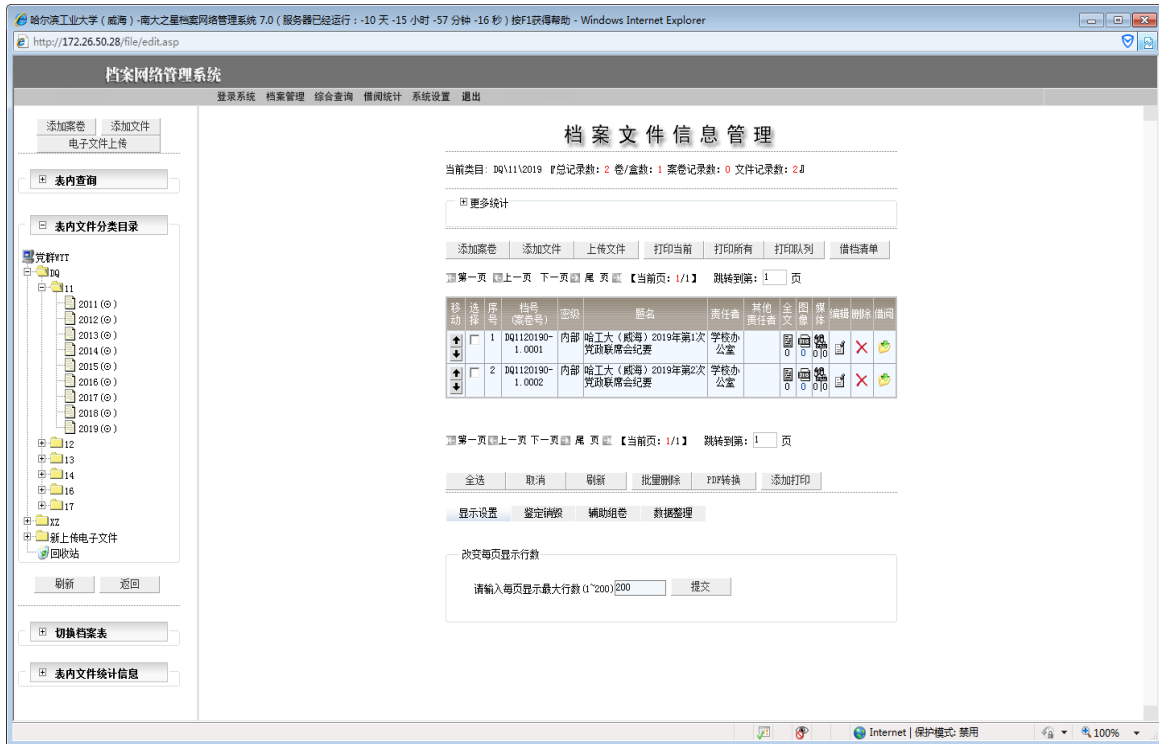 哈尔滨工业大学（威海）-南大之星档案网络管理系统 7.0（服务器已经运行：-10 天 -15 小时 -57 分钟 -16 秒）按F1获得帮助 - Windows Internet Explorer
http://172.26.50.28/file/edit.asp
档案网络管理系统
登录系统 档案管理 综合查询 借阅统计 系统设置 退出
添加案卷 添加文件
电子文件上传
表内查询
表内文件分类目录
党群WTT
DQ
11
2011(⊙)
2012(⊙)
2013(⊙)
2014(⊙)
2015(⊙)
2016(⊙)
2017(⊙)
2018(⊙)
2019(⊙)
12
13
14
16
17
XZ
新上传电子文件
回收站
刷新 返回
切换档案表
表内文件统计信息
档案文件信息管理
当前类目：DQ\11\2019 『总记录数：2 卷/盒数：1 案卷记录数：0 文件记录数：2』
更多统计
添加案卷 添加文件 上传文件 打印当前 打印所有 打印队列 借档清单
第一页 上一页 下一页 尾 页 【当前页：1/1】 跳转到第：1 页
移动 选择 序号 档号(案卷号) 密级 题名 责任者 其他责任者 全文 图像 媒体 编辑 删除 借阅
1 DQ1120190-1.0001 内部 哈工大（威海）2019年第1次党政联席会纪要 学校办公室 0 0 0|0
2 DQ1120190-1.0002 内部 哈工大（威海）2019年第2次党政联席会纪要 学校办公室 0 0 0|0
第一页 上一页 下一页 尾 页 【当前页：1/1】 跳转到第：1 页
全选 取消 刷新 批量删除 PDF转换 添加打印
显示设置 鉴定销毁 辅助组卷 数据整理
改变每页显示行数
请输入每页显示最大行数(1~200) 200 提交
Internet | 保护模式: 禁用 100%